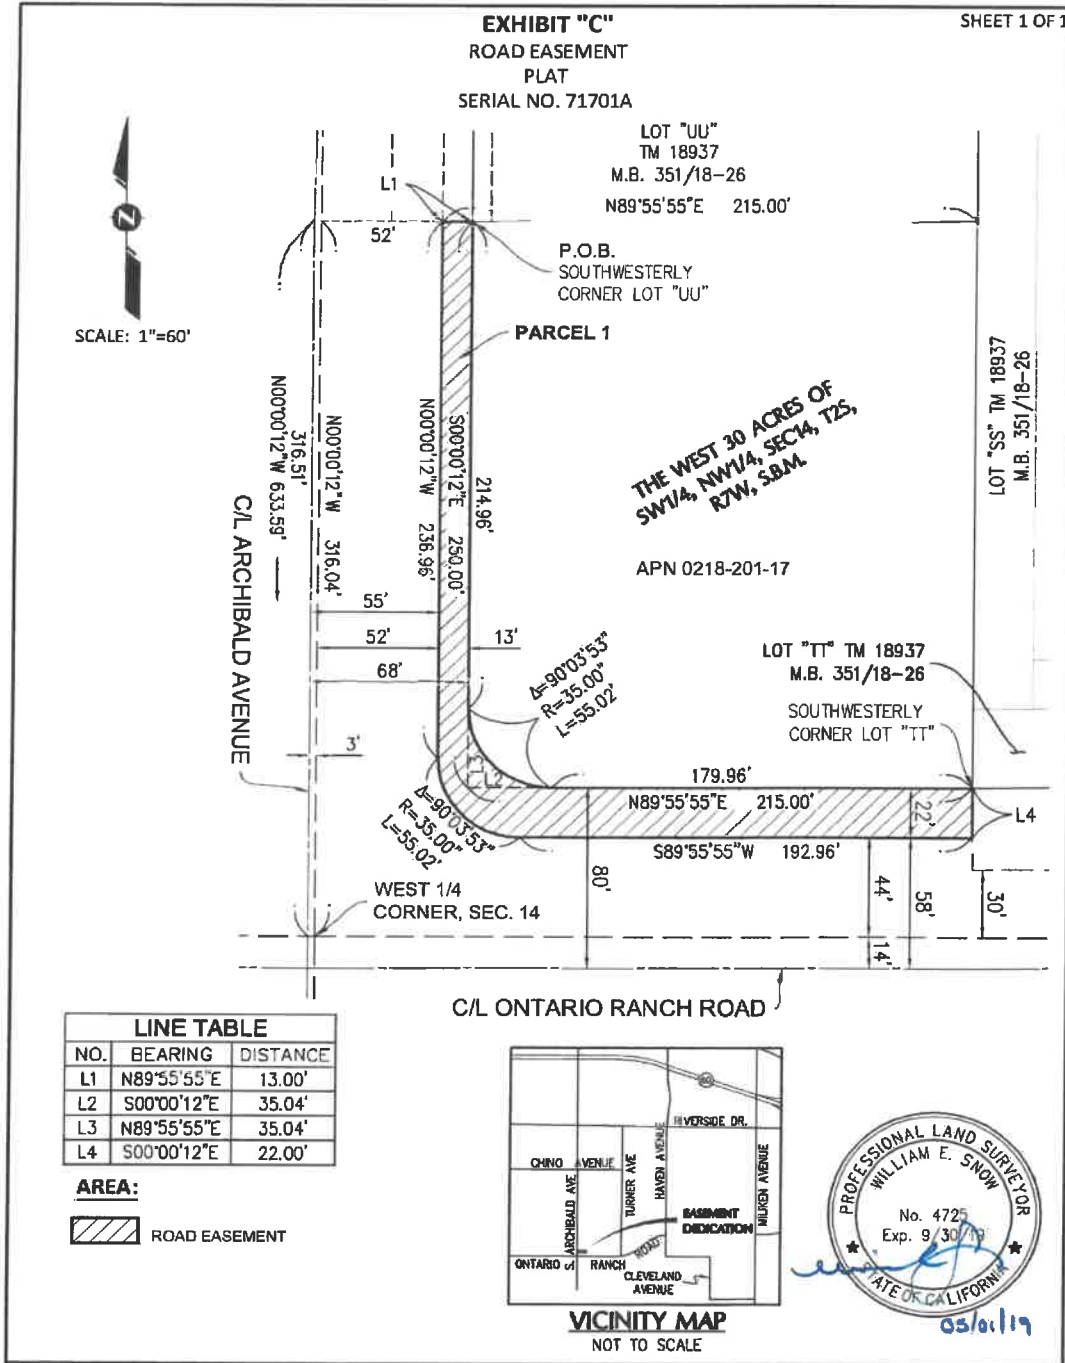 EXHIBIT "C"
SHEET 1 OF 1
ROAD EASEMENT
PLAT
SERIAL NO. 71701A
LOT "UU"
TM 18937
M.B. 351/18-26
N89°55'55"E 215.00'
L1
52'
P.O.B.
SOUTHWESTERLY
CORNER LOT "UU"
N
SCALE: 1"=60'
PARCEL 1
LOT "SS" TM 18937
M.B. 351/18-26
THE WEST 30 ACRES OF
SW1/4, NW1/4, SEC14, T2S,
R7W, S.B.M.
N00°00'12"W 633.59'
316.51'
N00°00'12"W 316.04'
N00°00'12"W 236.96'
S00°00'12"E 250.00'
214.96'
C/L ARCHIBALD AVENUE
APN 0218-201-17
55'
52'
13'
68'
3'
Δ=90°03'53"
R=35.00"
L=55.02'
LOT "TT" TM 18937
M.B. 351/18-26
SOUTHWESTERLY
CORNER LOT "TT"
L3
L2
179.96'
N89°55'55"E 215.00'
22'
L4
Δ=90°03'53"
R=35.00"
L=55.02'
S89°55'55"W 192.96'
80'
44'
58'
30'
14'
WEST 1/4
CORNER, SEC. 14
C/L ONTARIO RANCH ROAD
LINE TABLE
NO. BEARING DISTANCE
L1 N89°55'55"E 13.00'
L2 S00°00'12"E 35.04'
L3 N89°55'55"E 35.04'
L4 S00°00'12"E 22.00'
AREA:
ROAD EASEMENT
60
RIVERSIDE DR.
CHINO AVENUE
S. ARCHIBALD AVE
TURNER AVE
HAVEN AVENUE
MILKEN AVENUE
EASEMENT
DEDICATION
ONTARIO RANCH ROAD
CLEVELAND
AVENUE
VICINITY MAP
NOT TO SCALE
PROFESSIONAL LAND SURVEYOR
WILLIAM E. SNOW
No. 4725
Exp. 9/30/19
STATE OF CALIFORNIA
05/01/19